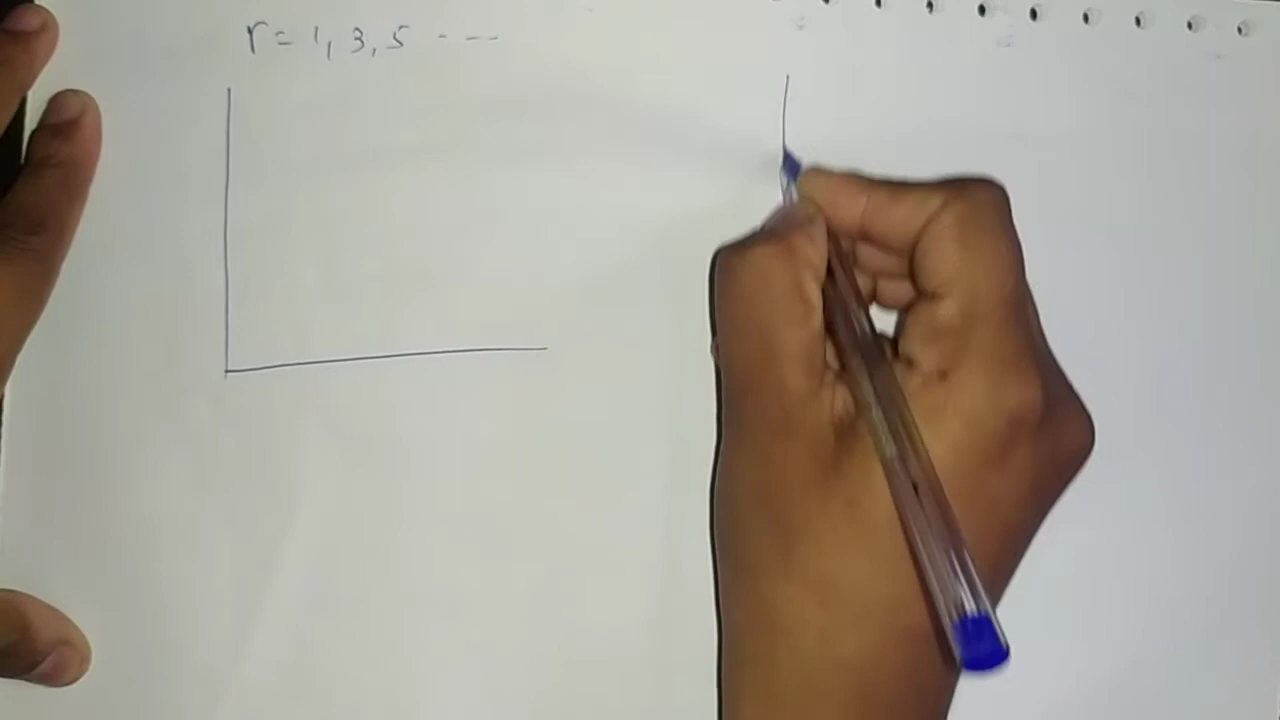 r = 1, 3, 5 - --